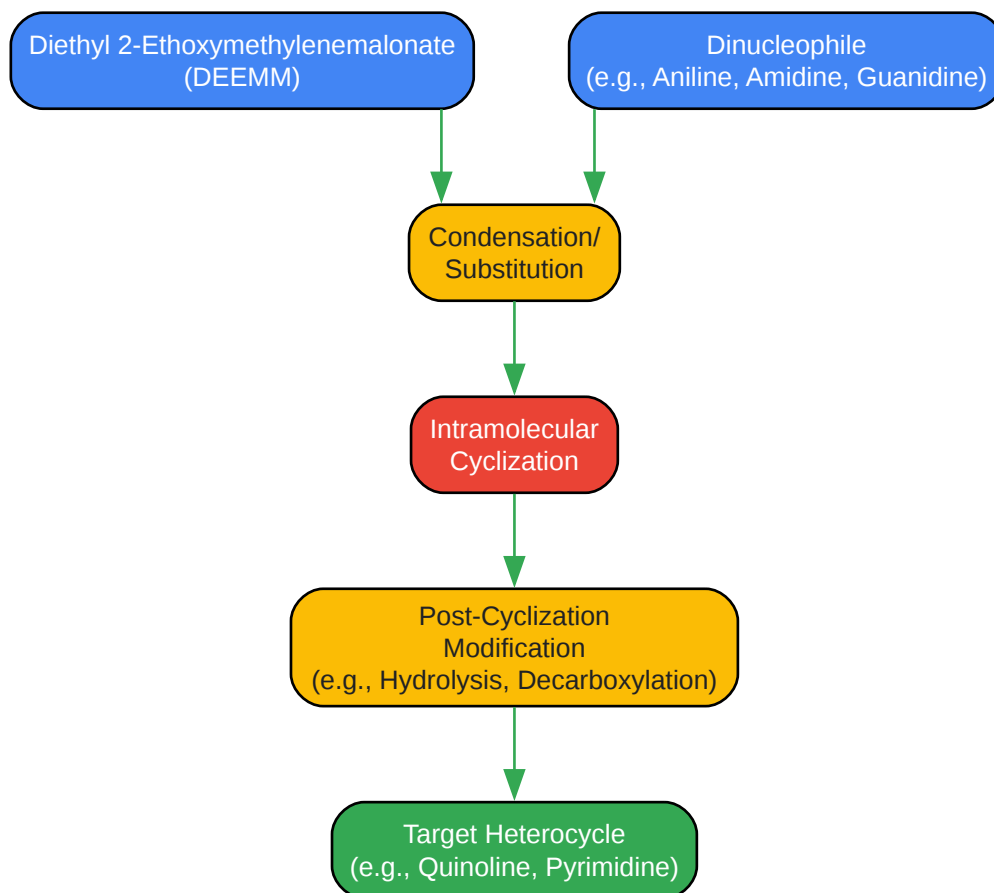 Diethyl 2-Ethoxymethylenemalonate
(DEEMM)
Dinucleophile
(e.g., Aniline, Amidine, Guanidine)
Condensation/
Substitution
Intramolecular
Cyclization
Post-Cyclization
Modification
(e.g., Hydrolysis, Decarboxylation)
Target Heterocycle
(e.g., Quinoline, Pyrimidine)